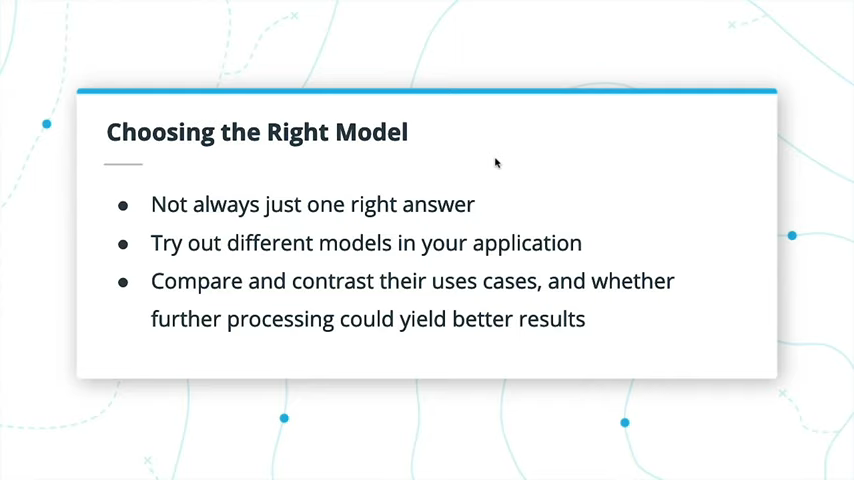 Choosing the Right Model
● Not always just one right answer
● Try out different models in your application
● Compare and contrast their uses cases, and whether
further processing could yield better results